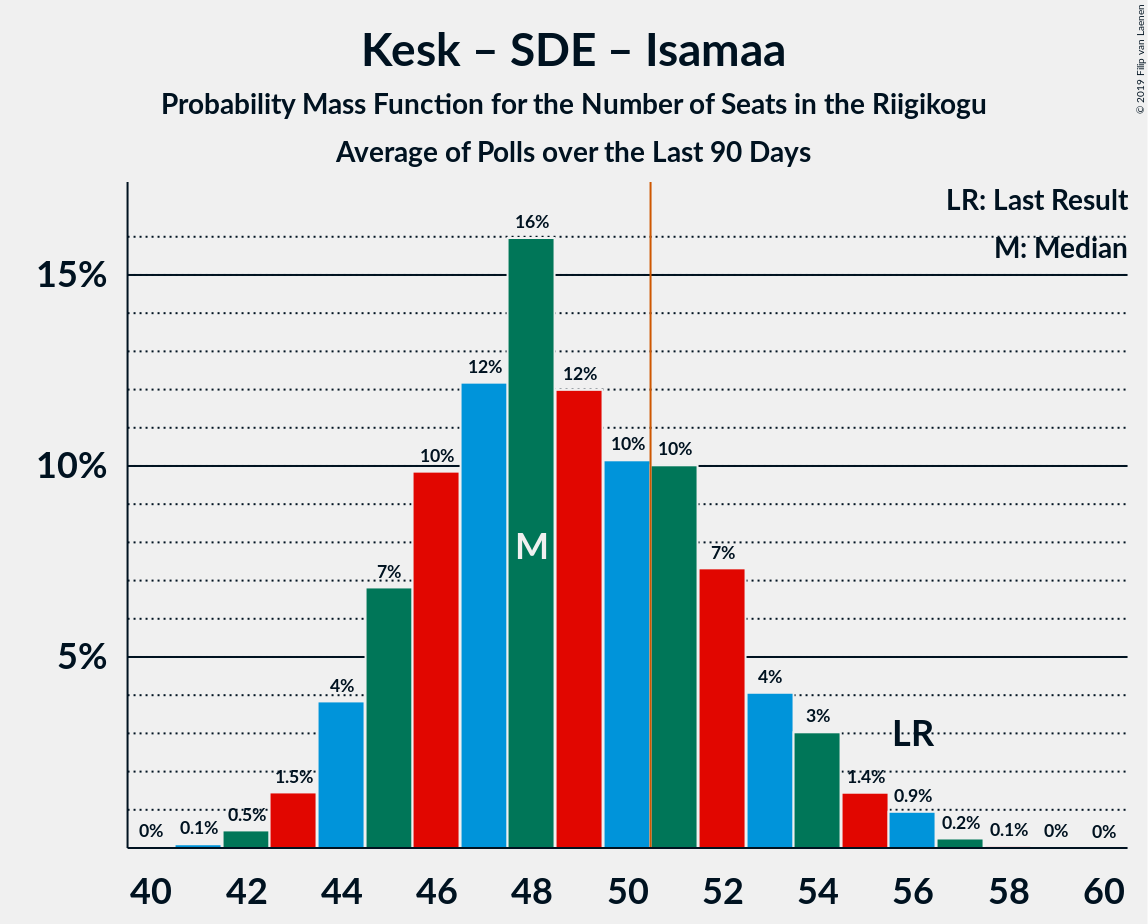 Kesk – SDE – Isamaa
Probability Mass Function for the Number of Seats in the Riigikogu
Average of Polls over the Last 90 Days
© 2019 Filip van Laenen
LR: Last Result
M: Median
15%
10%
5%
0%
0.1%
0.5%
1.5%
4%
7%
10%
12%
16%
12%
10%
10%
7%
4%
3%
1.4%
0.9%
0.2%
0.1%
0%
0%
M
LR
40 42 44 46 48 50 52 54 56 58 60